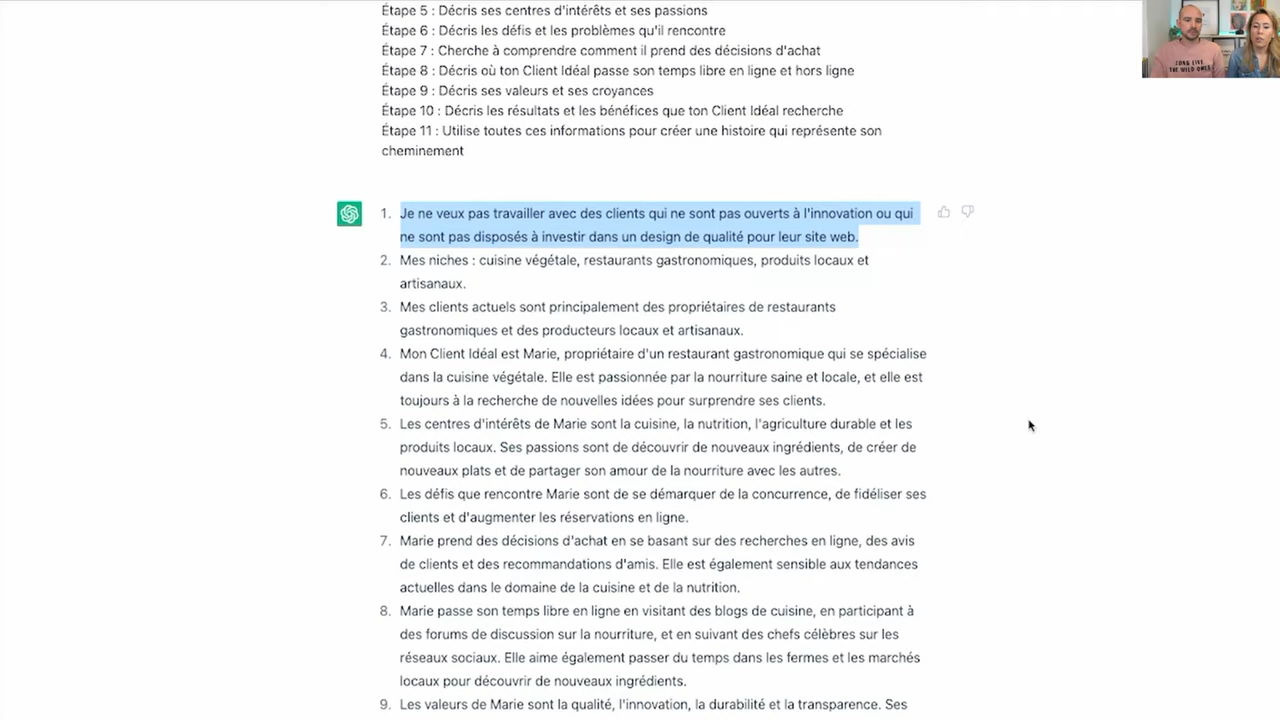 Étape 5 : Décris ses centres d'intérêts et ses passions
Étape 6 : Décris les défis et les problèmes qu'il rencontre
Étape 7 : Cherche à comprendre comment il prend des décisions d'achat
Étape 8 : Décris où ton Client Idéal passe son temps libre en ligne et hors ligne
Étape 9 : Décris ses valeurs et ses croyances
Étape 10 : Décris les résultats et les bénéfices que ton Client Idéal recherche
Étape 11 : Utilise toutes ces informations pour créer une histoire qui représente son
cheminement
1. Je ne veux pas travailler avec des clients qui ne sont pas ouverts à l'innovation ou qui
ne sont pas disposés à investir dans un design de qualité pour leur site web.
2. Mes niches : cuisine végétale, restaurants gastronomiques, produits locaux et
artisanaux.
3. Mes clients actuels sont principalement des propriétaires de restaurants
gastronomiques et des producteurs locaux et artisanaux.
4. Mon Client Idéal est Marie, propriétaire d'un restaurant gastronomique qui se spécialise
dans la cuisine végétale. Elle est passionnée par la nourriture saine et locale, et elle est
toujours à la recherche de nouvelles idées pour surprendre ses clients.
5. Les centres d'intérêts de Marie sont la cuisine, la nutrition, l'agriculture durable et les
produits locaux. Ses passions sont de découvrir de nouveaux ingrédients, de créer de
nouveaux plats et de partager son amour de la nourriture avec les autres.
6. Les défis que rencontre Marie sont de se démarquer de la concurrence, de fidéliser ses
clients et d'augmenter les réservations en ligne.
7. Marie prend des décisions d'achat en se basant sur des recherches en ligne, des avis
de clients et des recommandations d'amis. Elle est également sensible aux tendances
actuelles dans le domaine de la cuisine et de la nutrition.
8. Marie passe son temps libre en ligne en visitant des blogs de cuisine, en participant à
des forums de discussion sur la nourriture, et en suivant des chefs célèbres sur les
réseaux sociaux. Elle aime également passer du temps dans les fermes et les marchés
locaux pour découvrir de nouveaux ingrédients.
9. Les valeurs de Marie sont la qualité, l'innovation, la durabilité et la transparence. Ses
LONG LIVE
THE WILD ONES